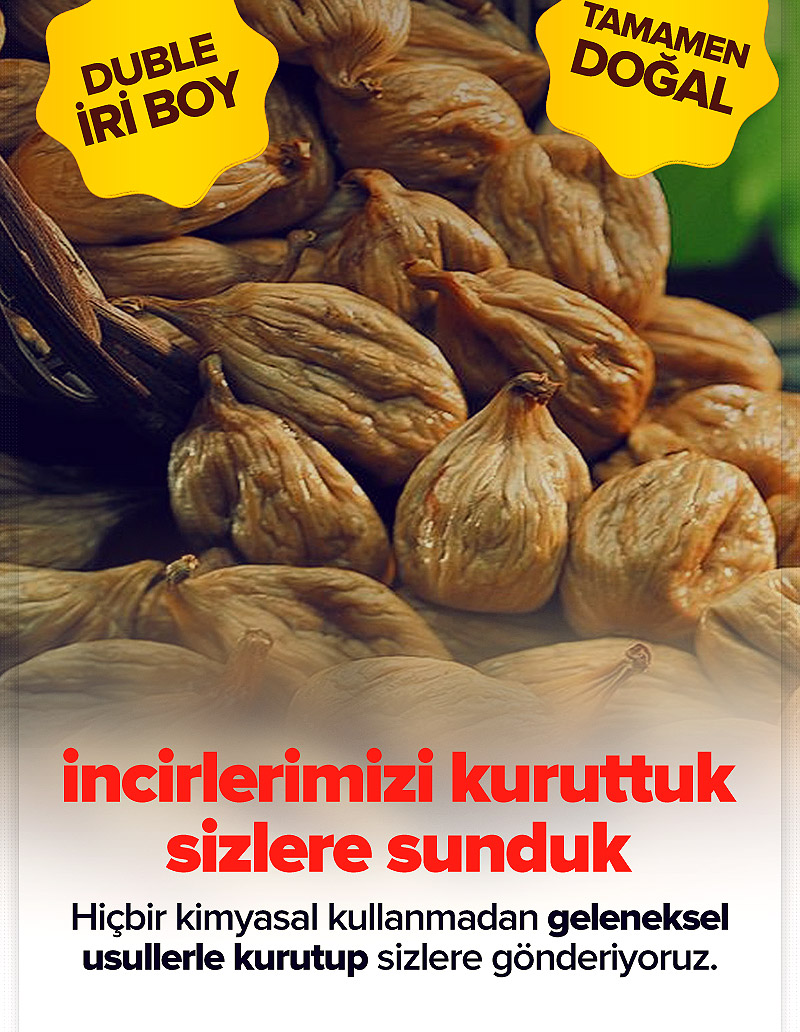 DUBLE
İRİ BOY
TAMAMEN
DOĞAL
incirlerimizi kuruttuk
sizlere sunduk
Hiçbir kimyasal kullanmadan geleneksel
usullerle kurutup sizlere gönderiyoruz.